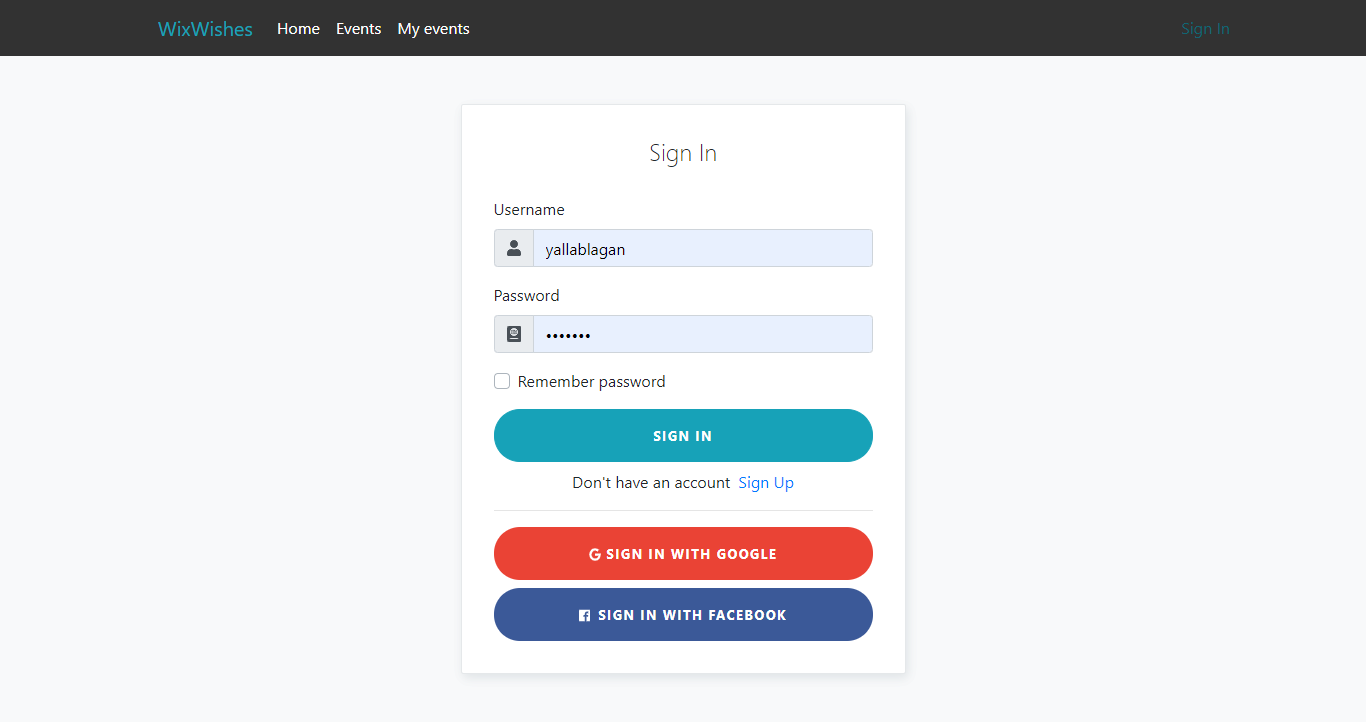 WixWishes Home Events My events Sign In
Sign In
Username
yallablagan
Password
•••••••
Remember password
SIGN IN
Don't have an account Sign Up
SIGN IN WITH GOOGLE
SIGN IN WITH FACEBOOK